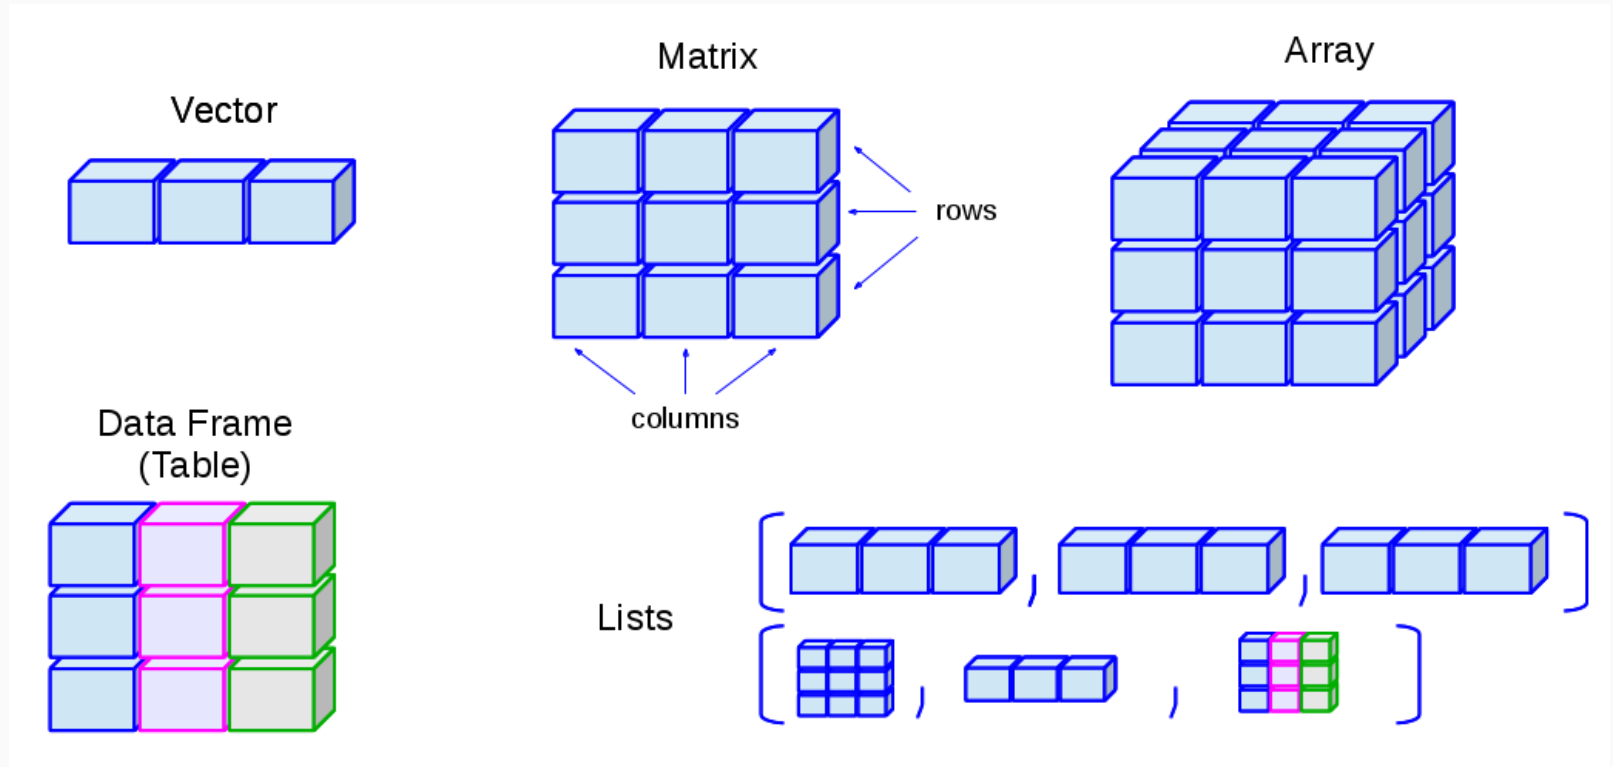 Vector
Matrix
Array
rows
columns
Data Frame
(Table)
Lists
,
,
,
,